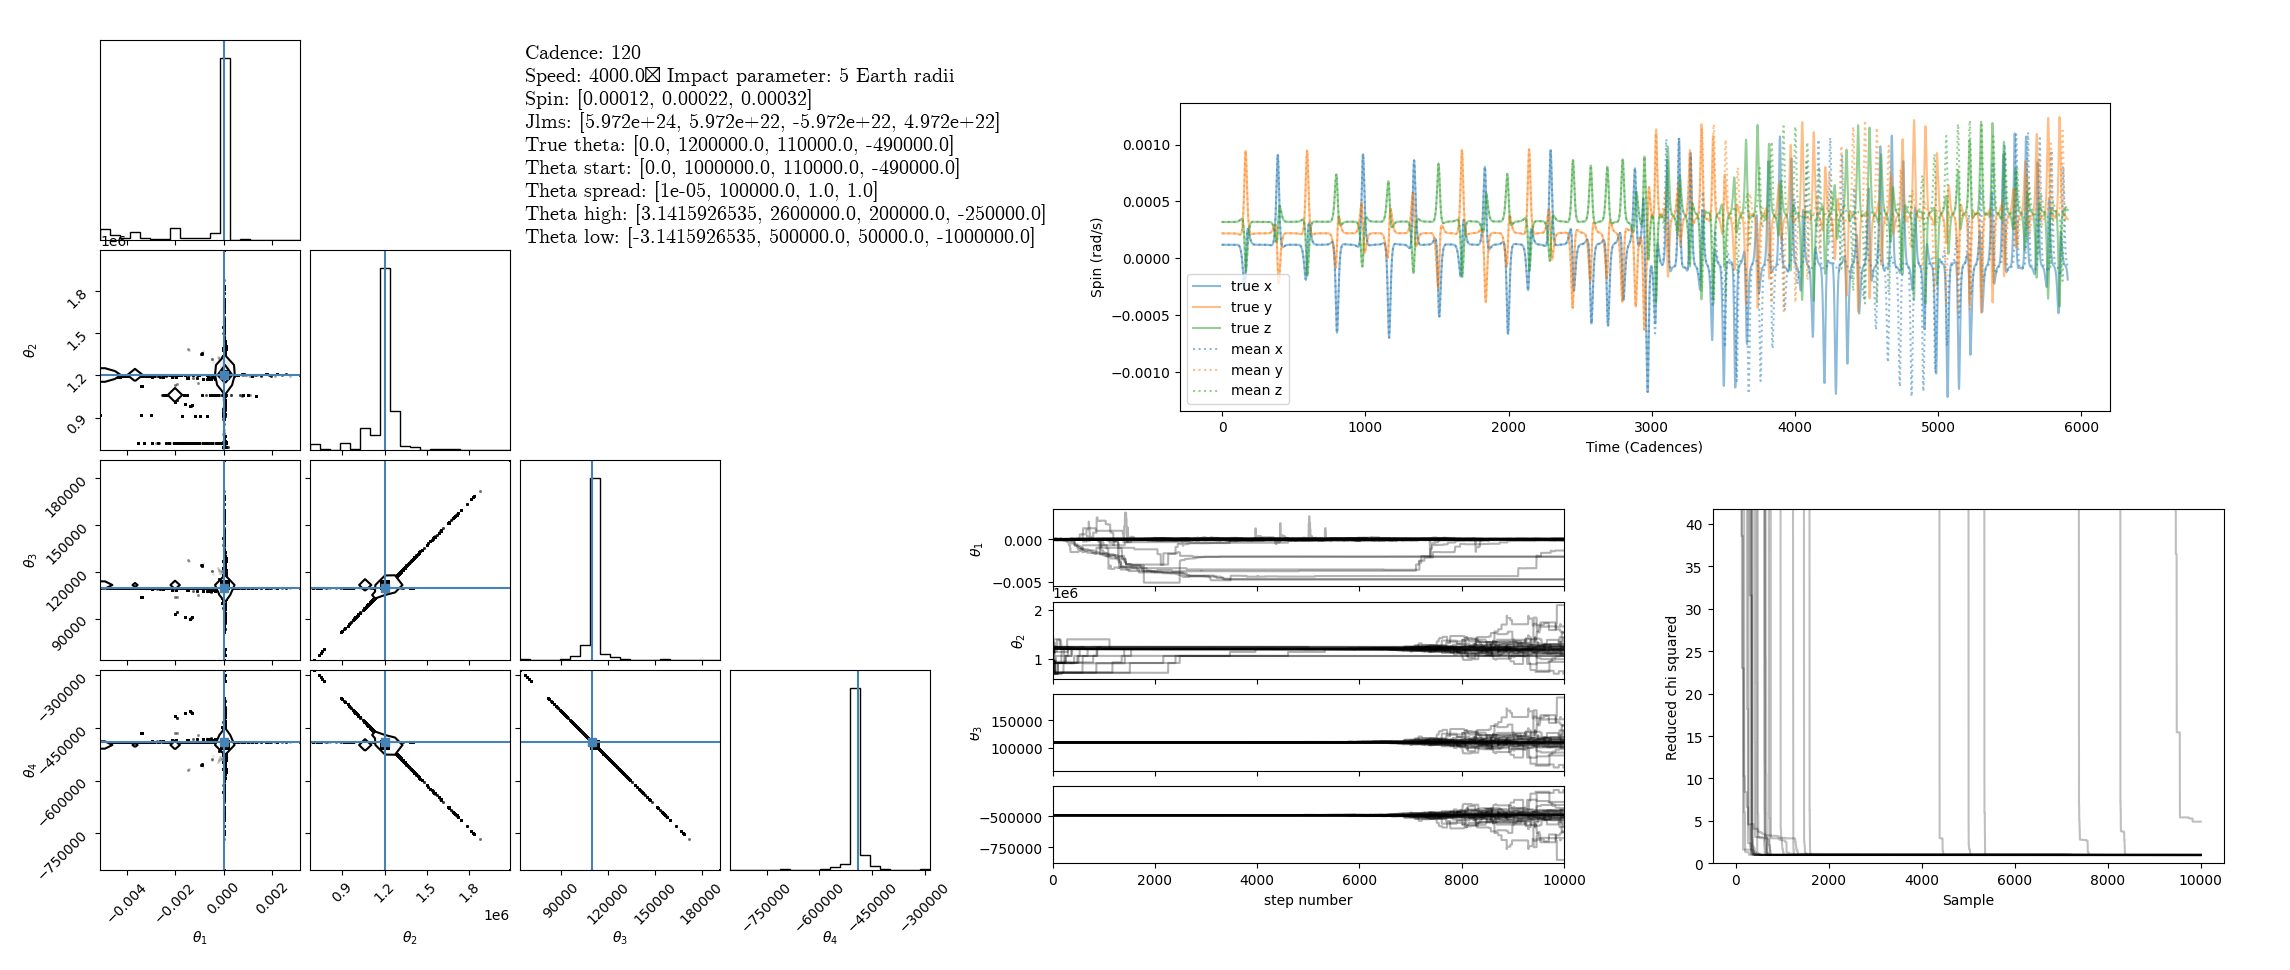 Cadence: 120
Speed: 4000.0 Impact parameter: 5 Earth radii
Spin: [0.00012, 0.00022, 0.00032]
Jlms: [5.972e+24, 5.972e+22, -5.972e+22, 4.972e+22]
True theta: [0.0, 1200000.0, 110000.0, -490000.0]
Theta start: [0.0, 1000000.0, 110000.0, -490000.0]
Theta spread: [1e-05, 100000.0, 1.0, 1.0]
Theta high: [3.1415926535, 2600000.0, 200000.0, -250000.0]
Theta low: [-3.1415926535, 500000.0, 50000.0, -1000000.0]
1e6
θ2
1.8
1.5
1.2
0.9
θ3
180000
150000
120000
90000
θ4
−300000
−450000
−600000
−750000
−0.004
−0.002
0.000
0.002
θ1
0.9
1.2
1.5
1.8
1e6
θ2
90000
120000
150000
180000
θ3
−750000
−600000
−450000
−300000
θ4
Spin (rad/s)
0.0010
0.0005
0.0000
−0.0005
−0.0010
true x
true y
true z
mean x
mean y
mean z
0
1000
2000
3000
4000
5000
6000
Time (Cadences)
θ1
0.000
−0.005
1e6
θ2
2
1
θ3
150000
100000
θ4
−500000
−750000
0
2000
4000
6000
8000
10000
step number
Reduced chi squared
40
35
30
25
20
15
10
5
0
0
2000
4000
6000
8000
10000
Sample